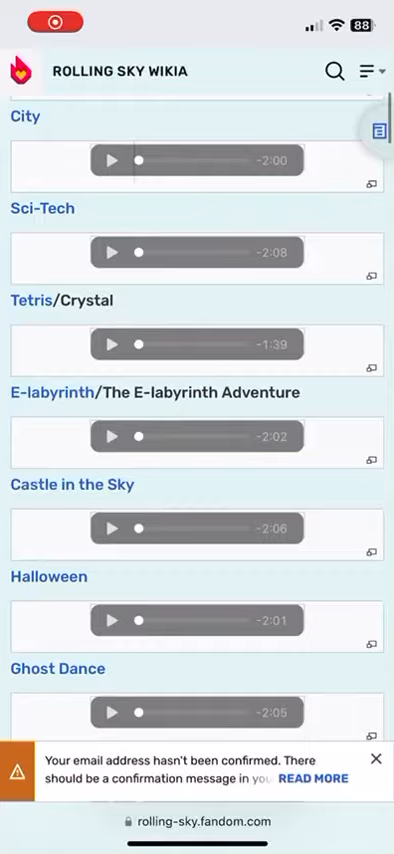 88
ROLLING SKY WIKIA
City
-2:00
Sci-Tech
-2:08
Tetris/Crystal
-1:39
E-labyrinth/The E-labyrinth Adventure
-2:02
Castle in the Sky
-2:06
Halloween
-2:01
Ghost Dance
-2:05
Your email address hasn't been confirmed. There
should be a confirmation message in you READ MORE
rolling-sky.fandom.com